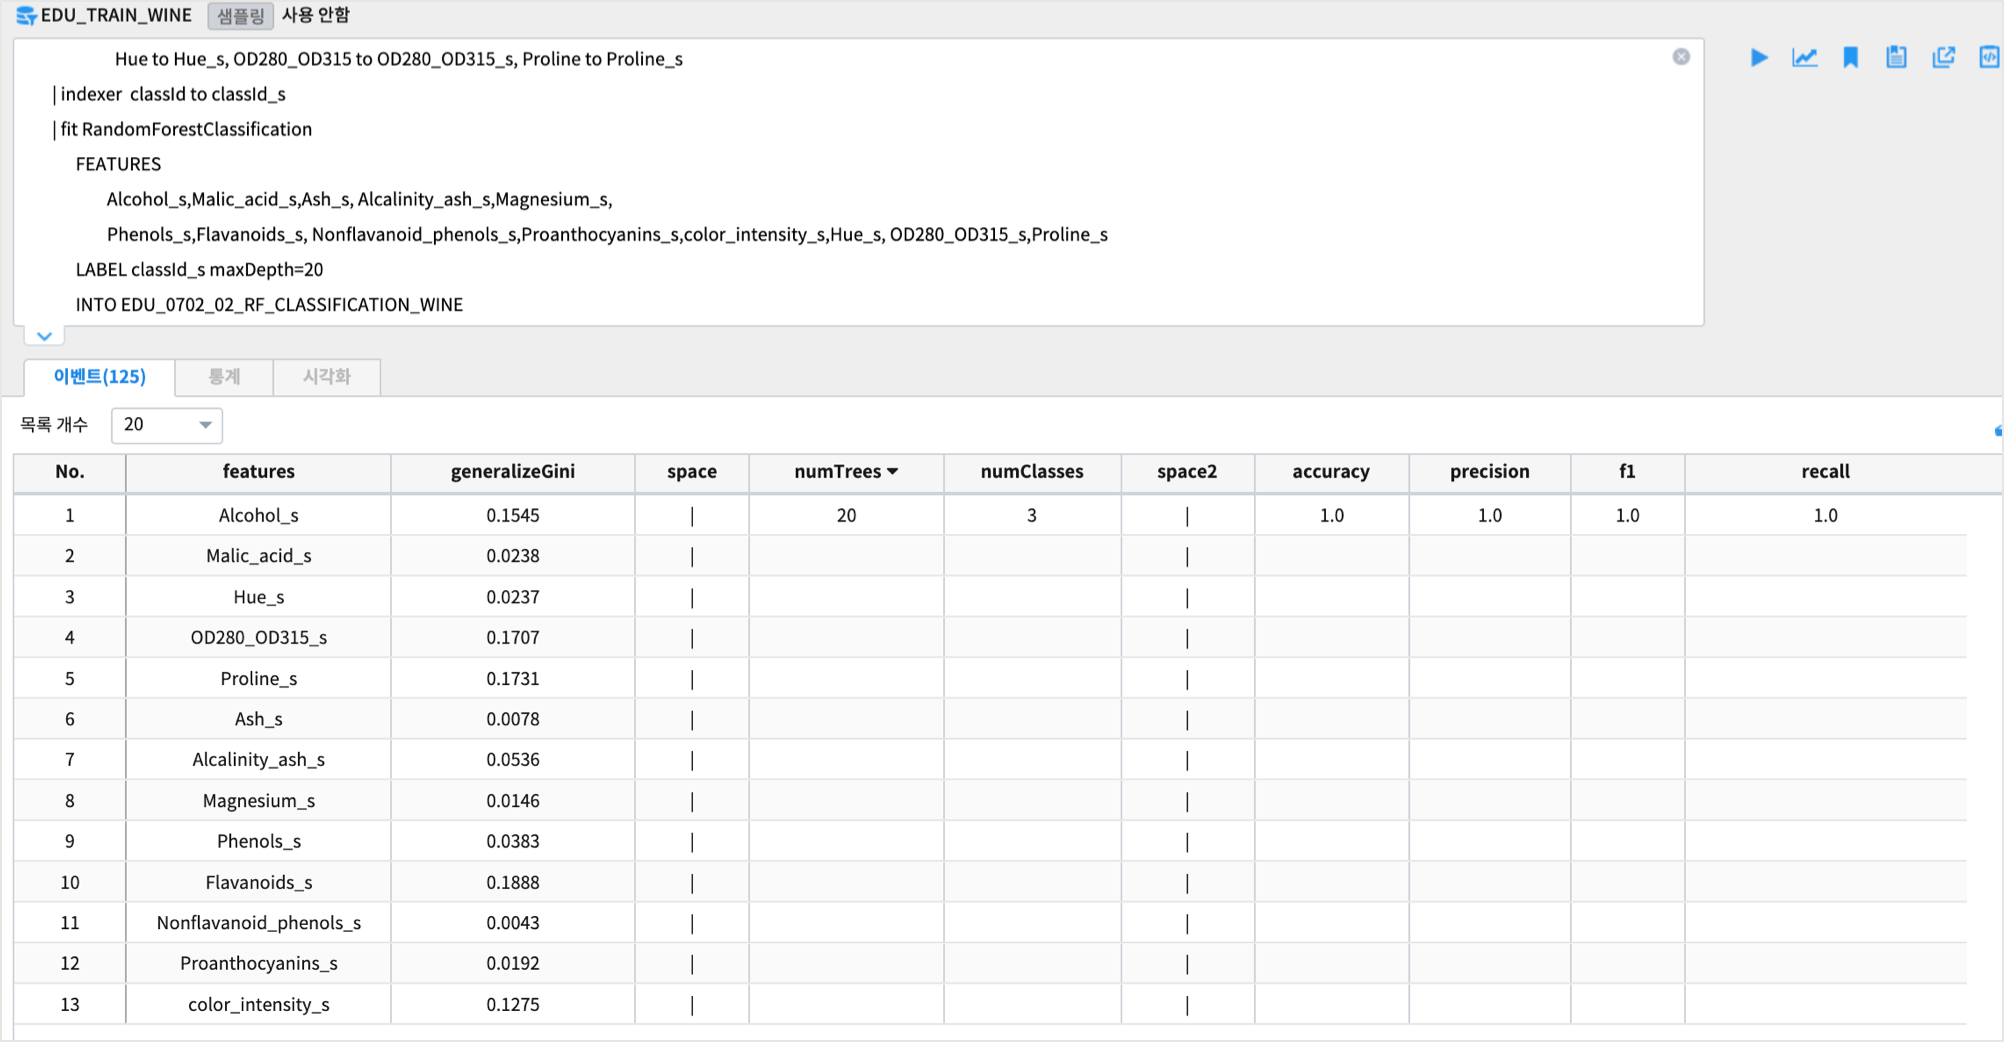 EDU_TRAIN_WINE 샘플링 사용 안함
Hue to Hue_s, OD280_OD315 to OD280_OD315_s, Proline to Proline_s
| indexer classId to classId_s
| fit RandomForestClassification
FEATURES
Alcohol_s,Malic_acid_s,Ash_s, Alcalinity_ash_s,Magnesium_s,
Phenols_s,Flavanoids_s, Nonflavanoid_phenols_s,Proanthocyanins_s,color_intensity_s,Hue_s, OD280_OD315_s,Proline_s
LABEL classId_s maxDepth=20
INTO EDU_0702_02_RF_CLASSIFICATION_WINE
이벤트(125) 통계 시각화
목록 개수 20
No. features generalizeGini space numTrees numClasses space2 accuracy precision f1 recall
1 Alcohol_s 0.1545 | 20 3 | 1.0 1.0 1.0 1.0
2 Malic_acid_s 0.0238 | |
3 Hue_s 0.0237 | |
4 OD280_OD315_s 0.1707 | |
5 Proline_s 0.1731 | |
6 Ash_s 0.0078 | |
7 Alcalinity_ash_s 0.0536 | |
8 Magnesium_s 0.0146 | |
9 Phenols_s 0.0383 | |
10 Flavanoids_s 0.1888 | |
11 Nonflavanoid_phenols_s 0.0043 | |
12 Proanthocyanins_s 0.0192 | |
13 color_intensity_s 0.1275 | |